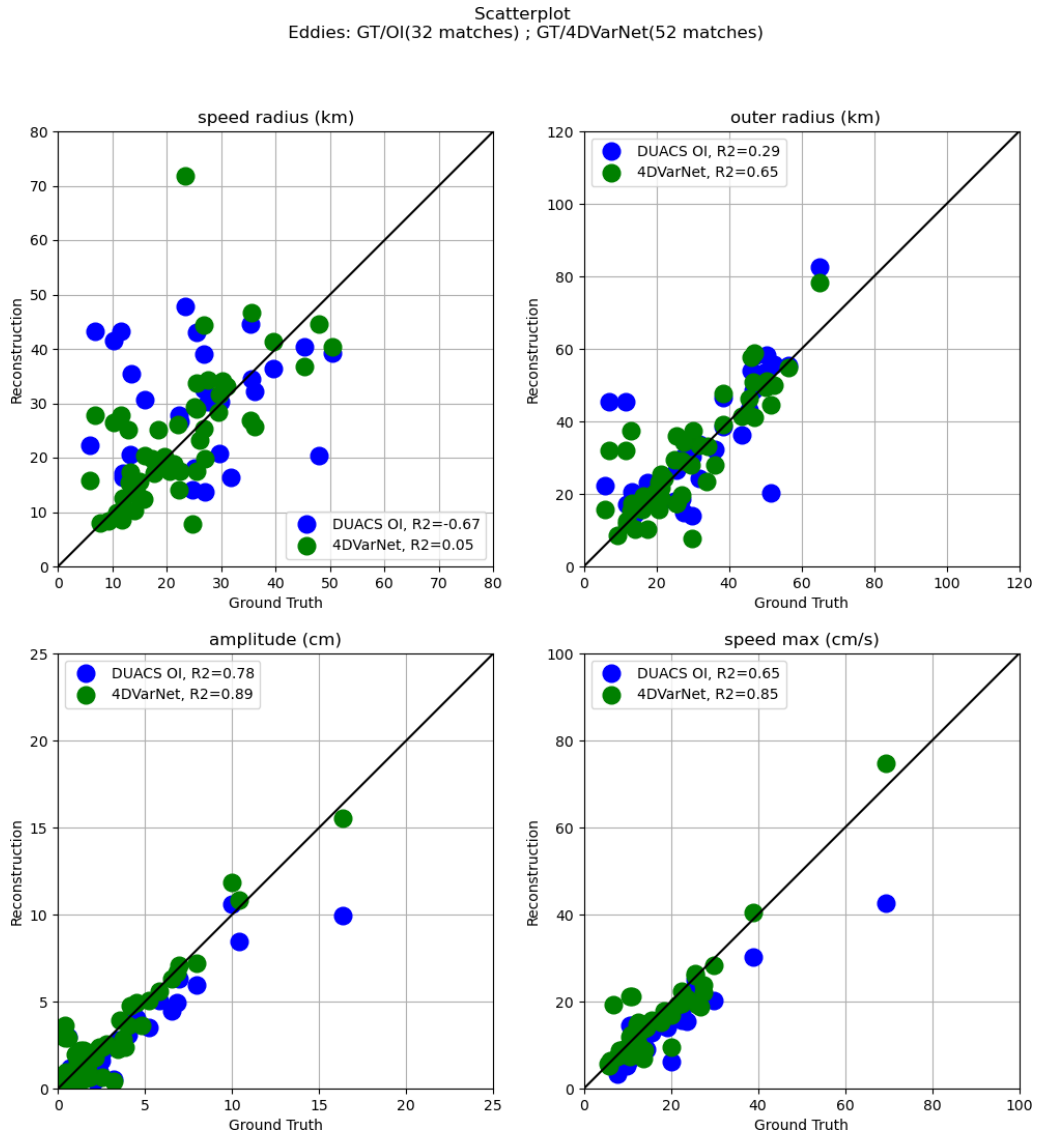 Scatterplot
Eddies: GT/OI(32 matches) ; GT/4DVarNet(52 matches)
speed radius (km)
80
70
60
50
40
30
20
10
0
Reconstruction
DUACS OI, R2=-0.67
4DVarNet, R2=0.05
0 10 20 30 40 50 60 70 80
Ground Truth
outer radius (km)
120
100
80
60
40
20
0
Reconstruction
DUACS OI, R2=0.29
4DVarNet, R2=0.65
0 20 40 60 80 100 120
Ground Truth
amplitude (cm)
25
20
15
10
5
0
Reconstruction
DUACS OI, R2=0.78
4DVarNet, R2=0.89
0 5 10 15 20 25
Ground Truth
speed max (cm/s)
100
80
60
40
20
0
Reconstruction
DUACS OI, R2=0.65
4DVarNet, R2=0.85
0 20 40 60 80 100
Ground Truth